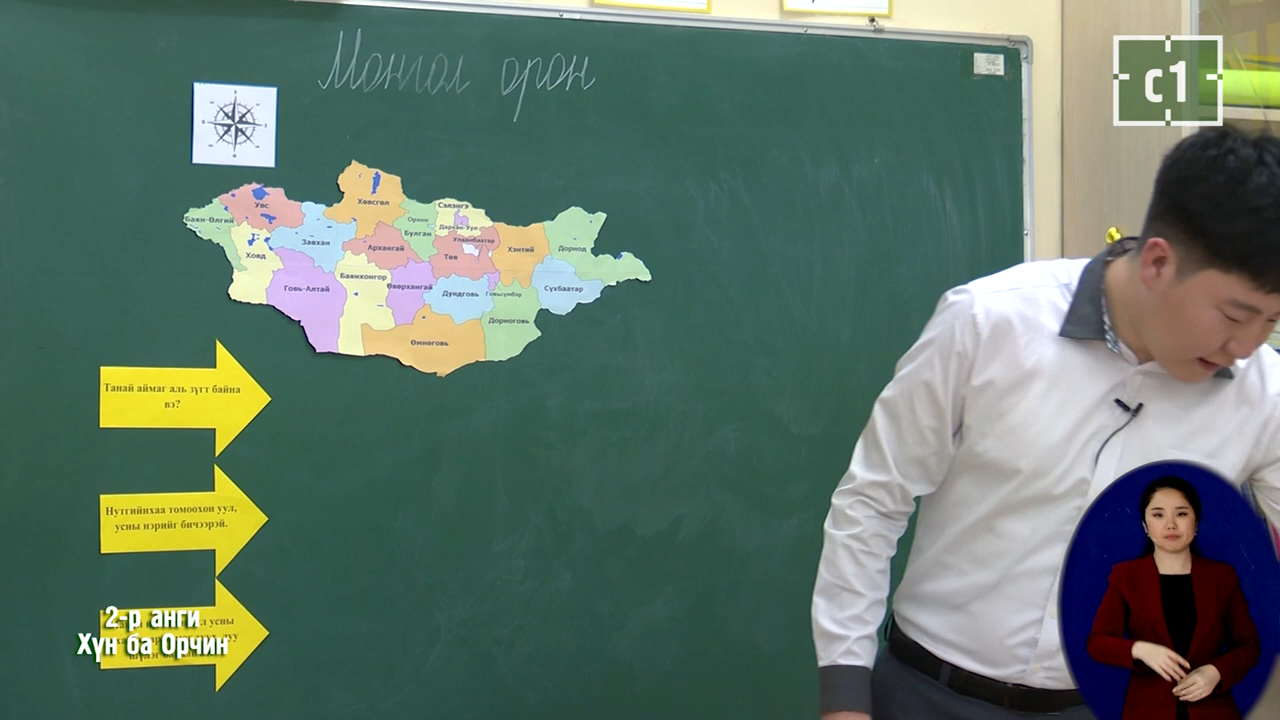 Монгол орон
c1
Увс
Хөвсгөл
Сэлэнгэ
Баян-Өлгий
Орхон
Дархан-Уул
Булган
Завхан
Архангай
Улаанбаатар
Ховд
Төв
Хэнтий
Дорнод
Баянхонгор
Говь-Алтай
Өвөрхангай
Дундговь
Говьсүмбэр
Сүхбаатар
Дорноговь
Өмнөговь
Танай аймаг аль зүгт байна
вэ?
Нутгийнхаа томоохон уул,
усны нэрийг бичээрэй.
усны
дуу
2-р анги
Хүн ба Орчин